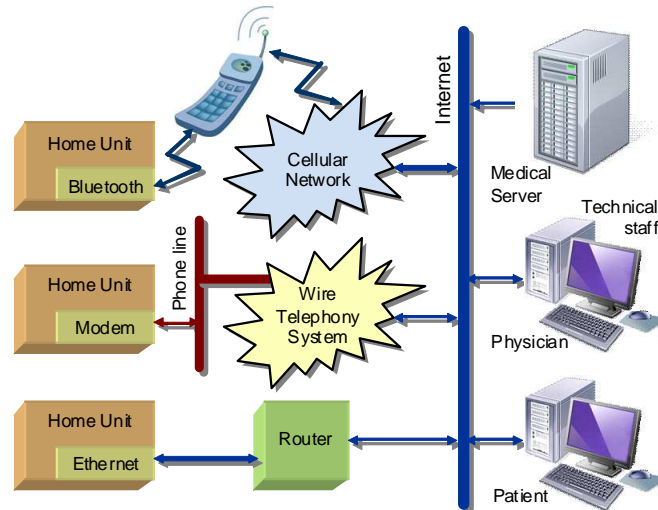 Home Unit
Bluetooth
Cellular
Network
Internet
Medical
Server
Technical
staff
Home Unit
Modem
Phone line
Wire
Telephony
System
Physician
Home Unit
Ethernet
Router
Patient